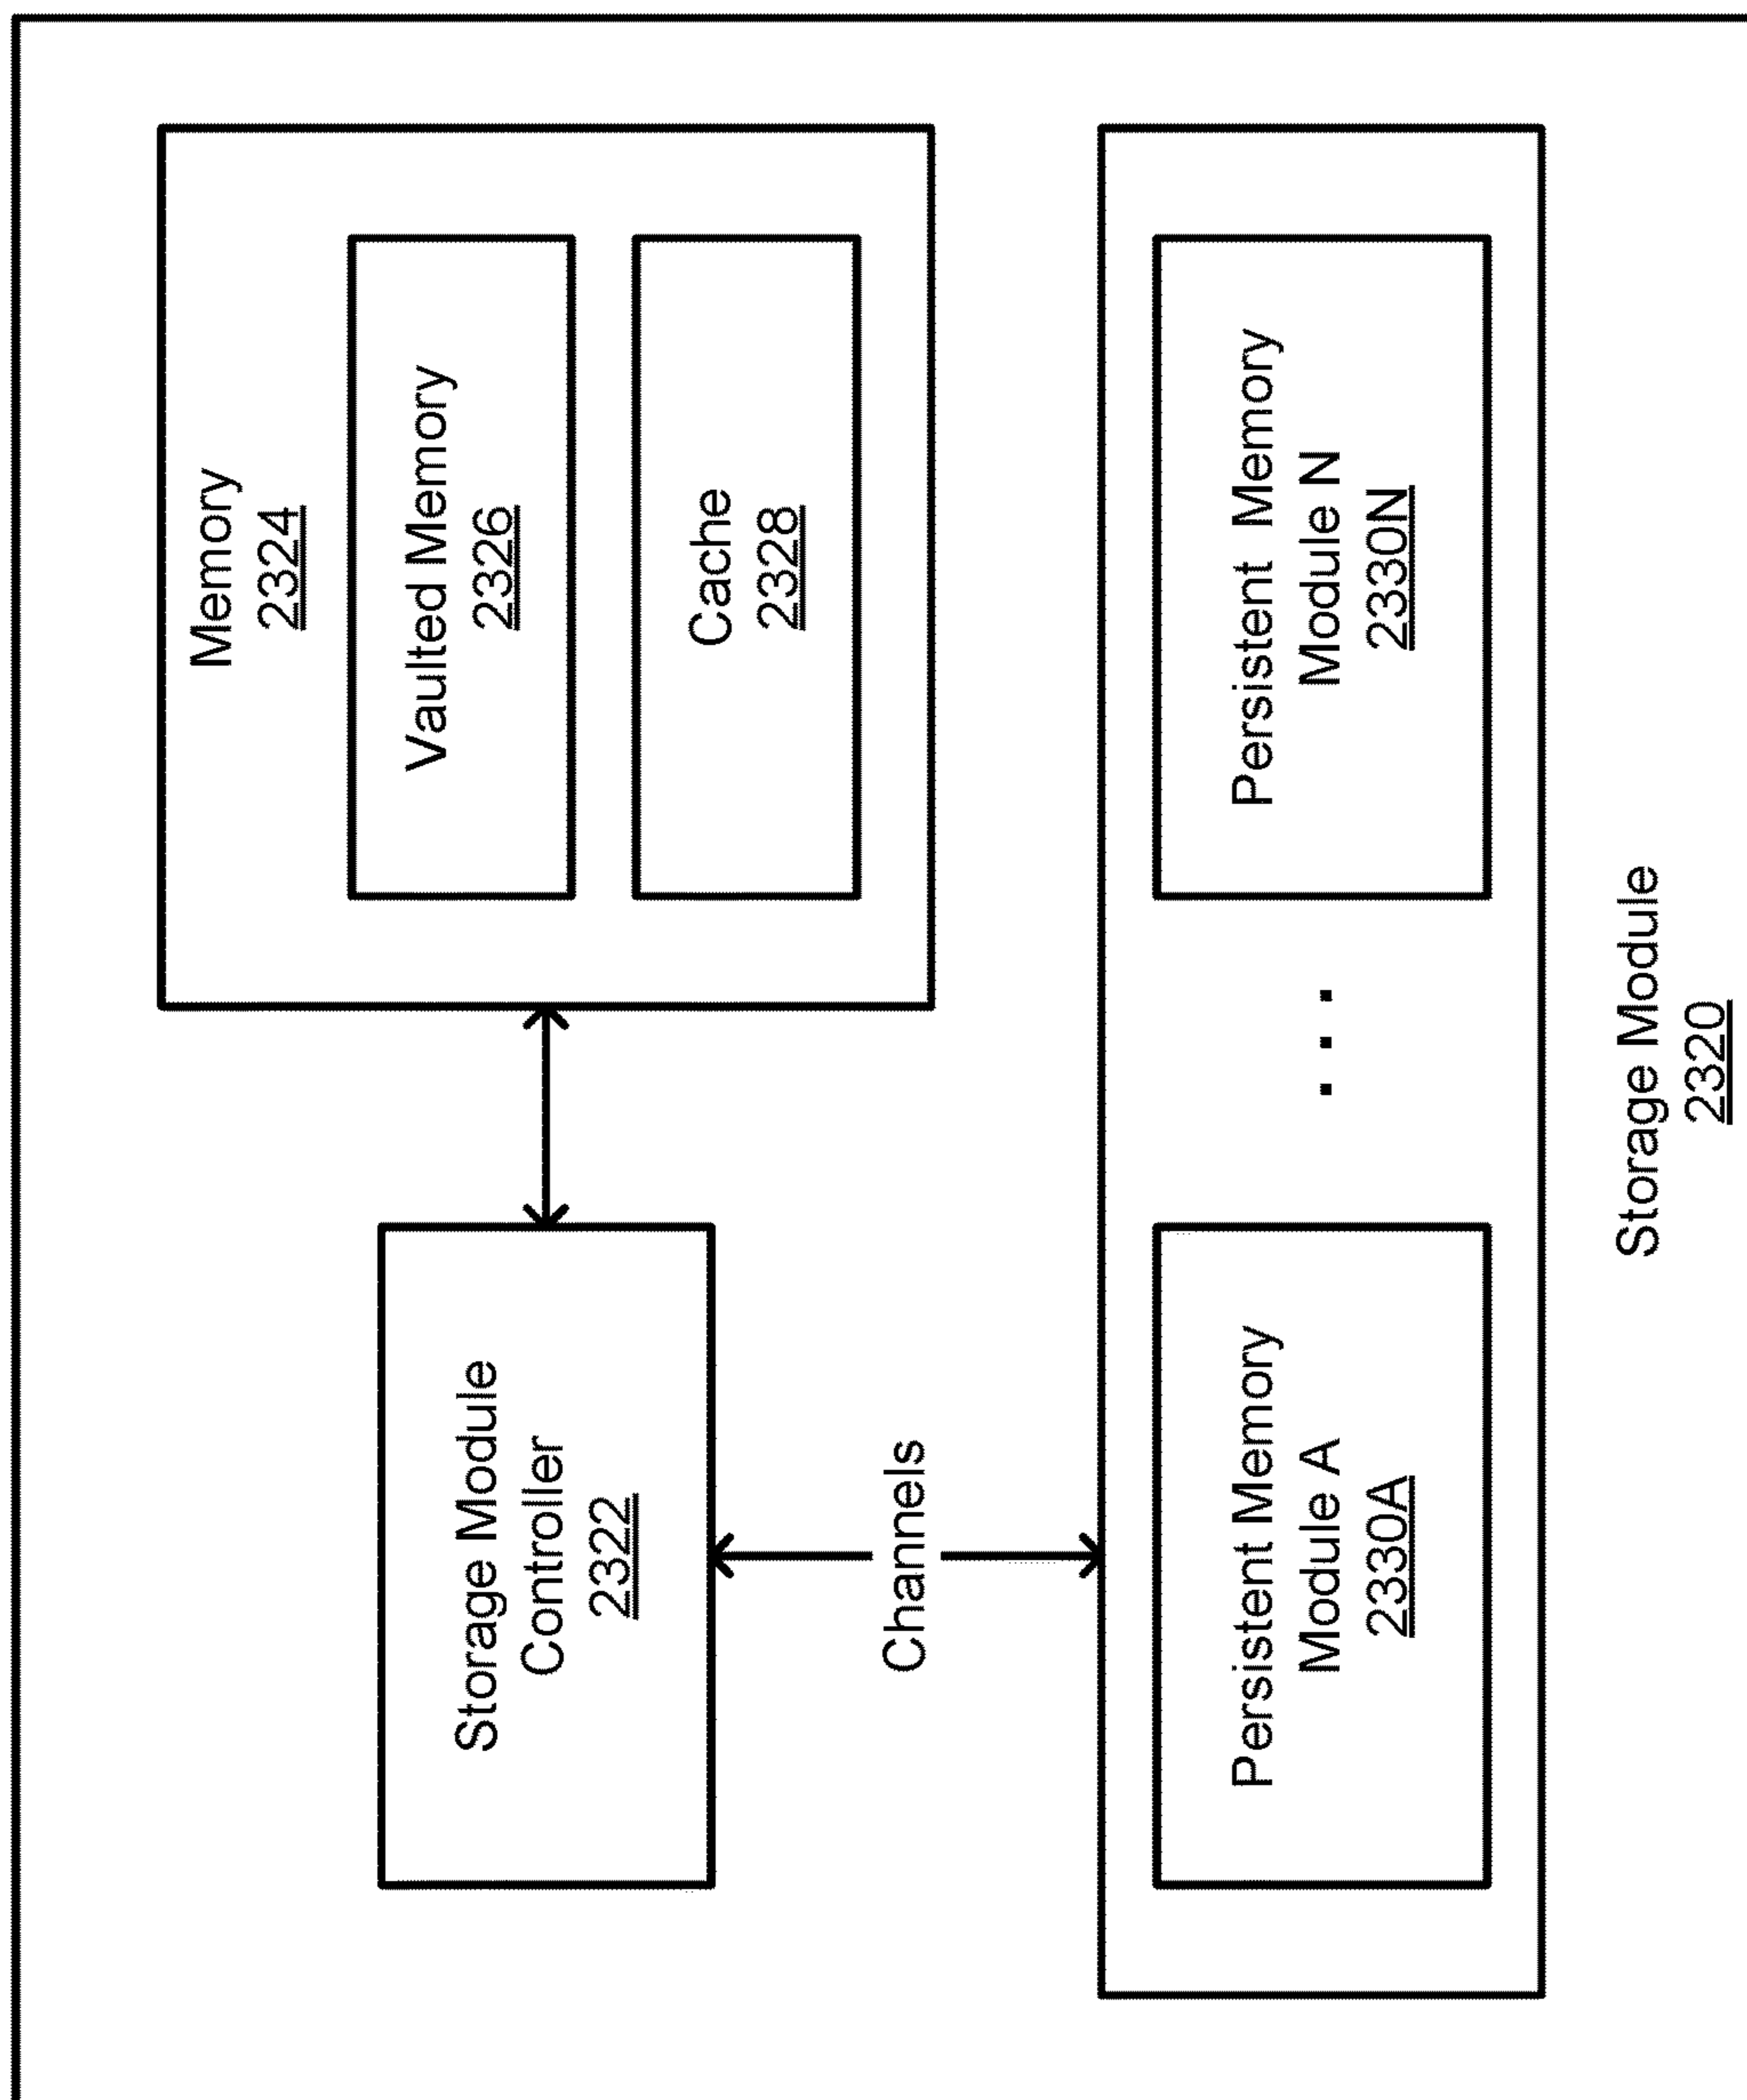 Storage Module
Controller
2322
Memory
2324
Vaulted Memory
2326
Cache
2328
Channels
Persistent Memory
Module A
2330A
. . .
Persistent Memory
Module N
2330N
Storage Module
2320